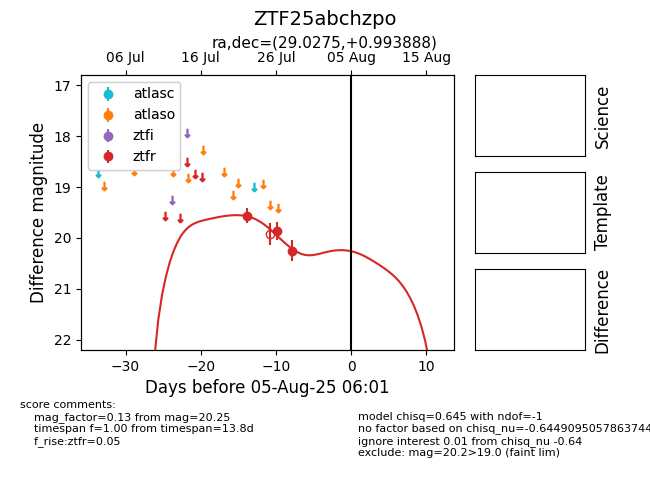 ZTF25abchzpo
ra,dec=(29.0275,+0.993888)
06 Jul 16 Jul 26 Jul 05 Aug 15 Aug
17
18
19
20
21
22
Difference magnitude
atlasc
atlaso
ztfi
ztfr
−30 −20 −10 0 10
Days before 05-Aug-25 06:01
Science
Template
Difference
score comments:
mag_factor=0.13 from mag=20.25
timespan f=1.00 from timespan=13.8d
f_rise:ztfr=0.05
model chisq=0.645 with ndof=-1
no factor based on chisq_nu=-0.6449095057863744
ignore interest 0.01 from chisq_nu -0.64
exclude: mag=20.2>19.0 (faint lim)